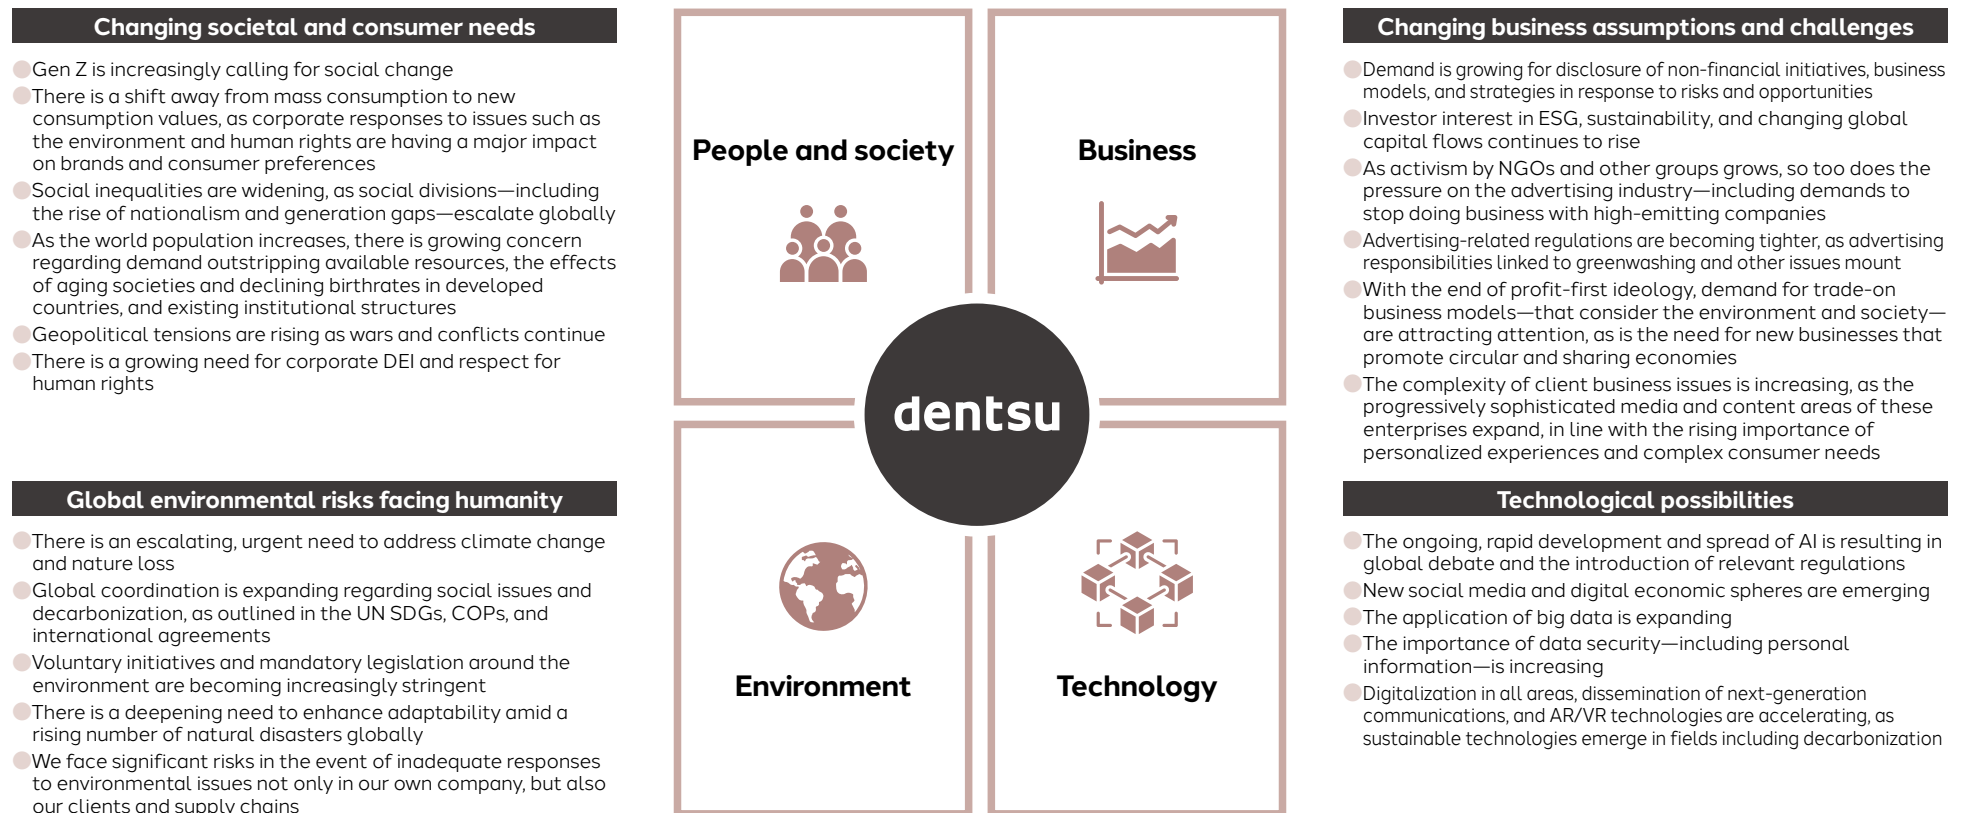 Changing societal and consumer needs
Gen Z is increasingly calling for social change
There is a shift away from mass consumption to new
consumption values, as corporate responses to issues such as
the environment and human rights are having a major impact
on brands and consumer preferences
Social inequalities are widening, as social divisions—including
the rise of nationalism and generation gaps—escalate globally
As the world population increases, there is growing concern
regarding demand outstripping available resources, the effects
of aging societies and declining birthrates in developed
countries, and existing institutional structures
Geopolitical tensions are rising as wars and conflicts continue
There is a growing need for corporate DEI and respect for
human rights
Global environmental risks facing humanity
There is an escalating, urgent need to address climate change
and nature loss
Global coordination is expanding regarding social issues and
decarbonization, as outlined in the UN SDGs, COPs, and
international agreements
Voluntary initiatives and mandatory legislation around the
environment are becoming increasingly stringent
There is a deepening need to enhance adaptability amid a
rising number of natural disasters globally
We face significant risks in the event of inadequate responses
to environmental issues not only in our own company, but also
our clients and supply chains
People and society
Business
dentsu
Environment
Technology
Changing business assumptions and challenges
Demand is growing for disclosure of non-financial initiatives, business
models, and strategies in response to risks and opportunities
Investor interest in ESG, sustainability, and changing global
capital flows continues to rise
As activism by NGOs and other groups grows, so too does the
pressure on the advertising industry—including demands to
stop doing business with high-emitting companies
Advertising-related regulations are becoming tighter, as advertising
responsibilities linked to greenwashing and other issues mount
With the end of profit-first ideology, demand for trade-on
business models—that consider the environment and society—
are attracting attention, as is the need for new businesses that
promote circular and sharing economies
The complexity of client business issues is increasing, as the
progressively sophisticated media and content areas of these
enterprises expand, in line with the rising importance of
personalized experiences and complex consumer needs
Technological possibilities
The ongoing, rapid development and spread of AI is resulting in
global debate and the introduction of relevant regulations
New social media and digital economic spheres are emerging
The application of big data is expanding
The importance of data security—including personal
information—is increasing
Digitalization in all areas, dissemination of next-generation
communications, and AR/VR technologies are accelerating, as
sustainable technologies emerge in fields including decarbonization